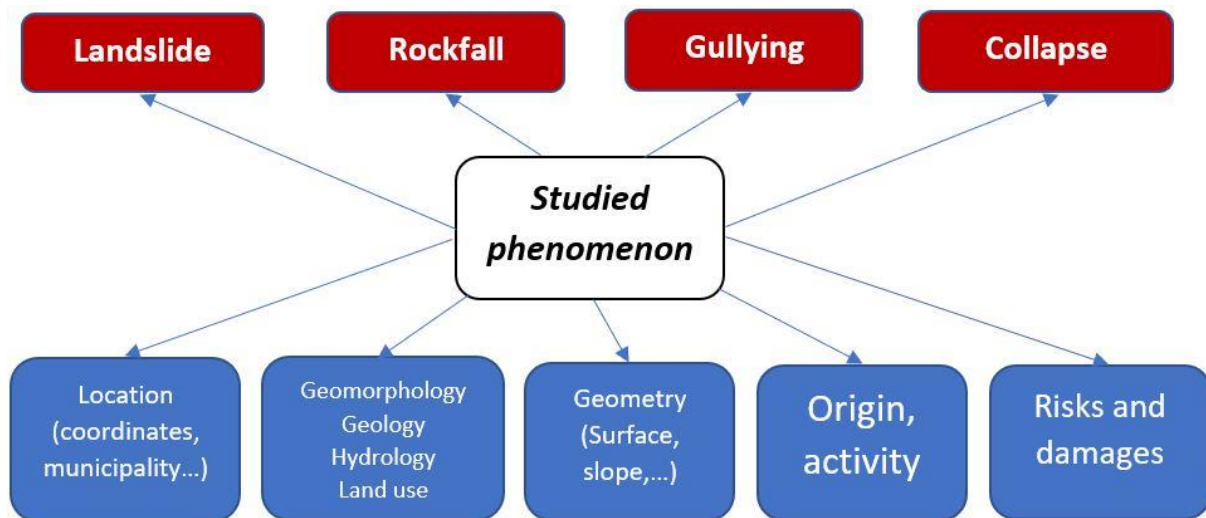 Landslide
Rockfall
Gullying
Collapse
Studied
phenomenon
Location
(coordinates,
municipality...)
Geomorphology
Geology
Hydrology
Land use
Geometry
(Surface,
slope,...)
Origin,
activity
Risks and
damages